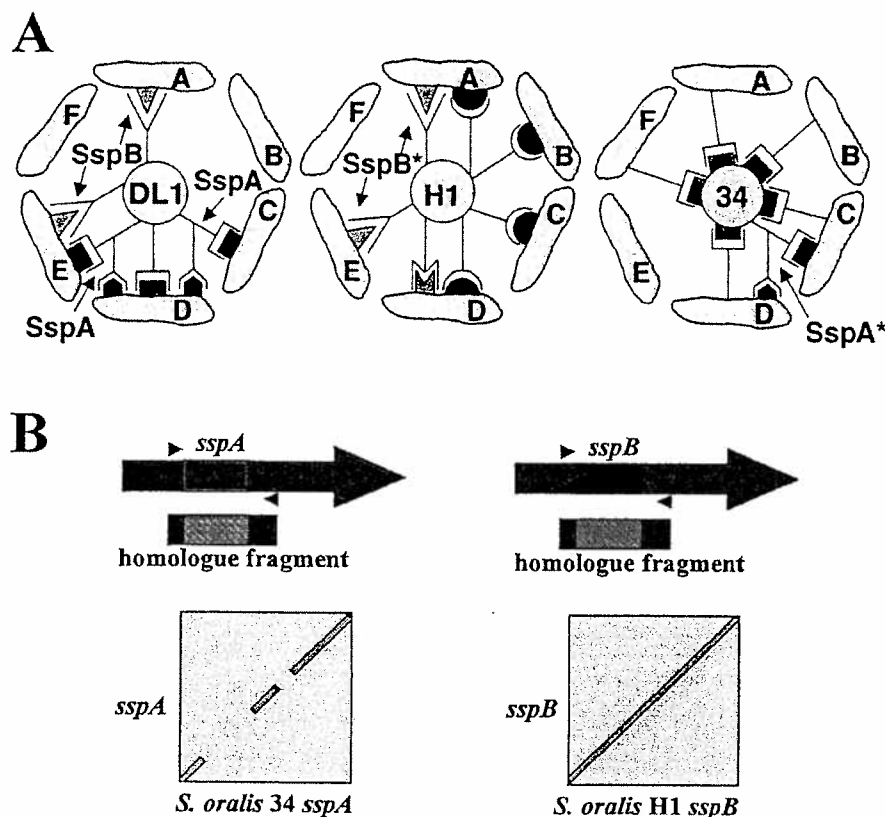 A
A
F
B
SspB
SspA
DL1
C
E
D
SspA
A
B
SspB*
H1
C
E
D
A
F
B
34
C
E
D
SspA*
B
sspA
homologue fragment
sspB
homologue fragment
sspA
S. oralis 34 sspA
sspB
S. oralis H1 sspB